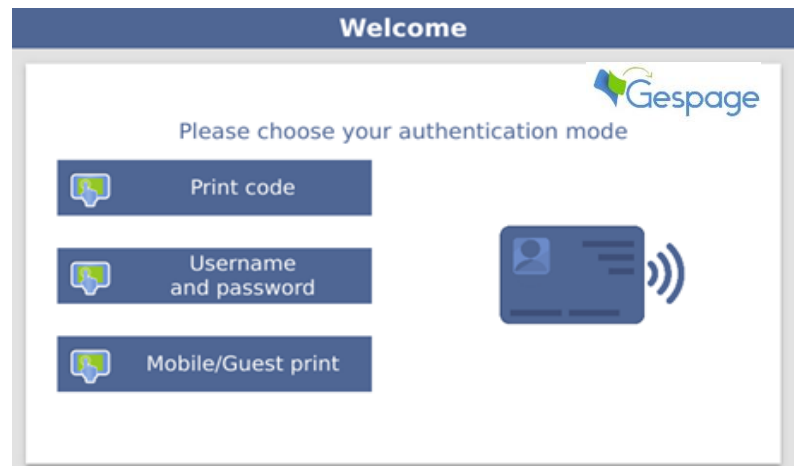 Welcome
Gespage
Please choose your authentication mode
Print code
Username
and password
Mobile/Guest print